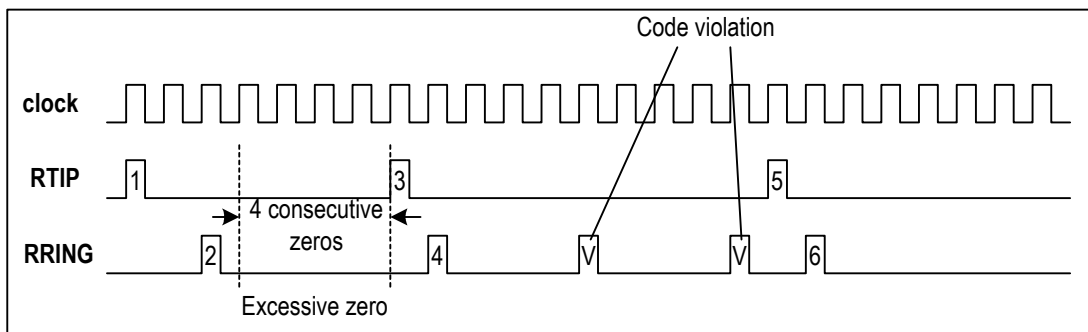 Code violation
clock
RTIP
1
3
5
4 consecutive
zeros
RRING
2
4
V
V
6
Excessive zero